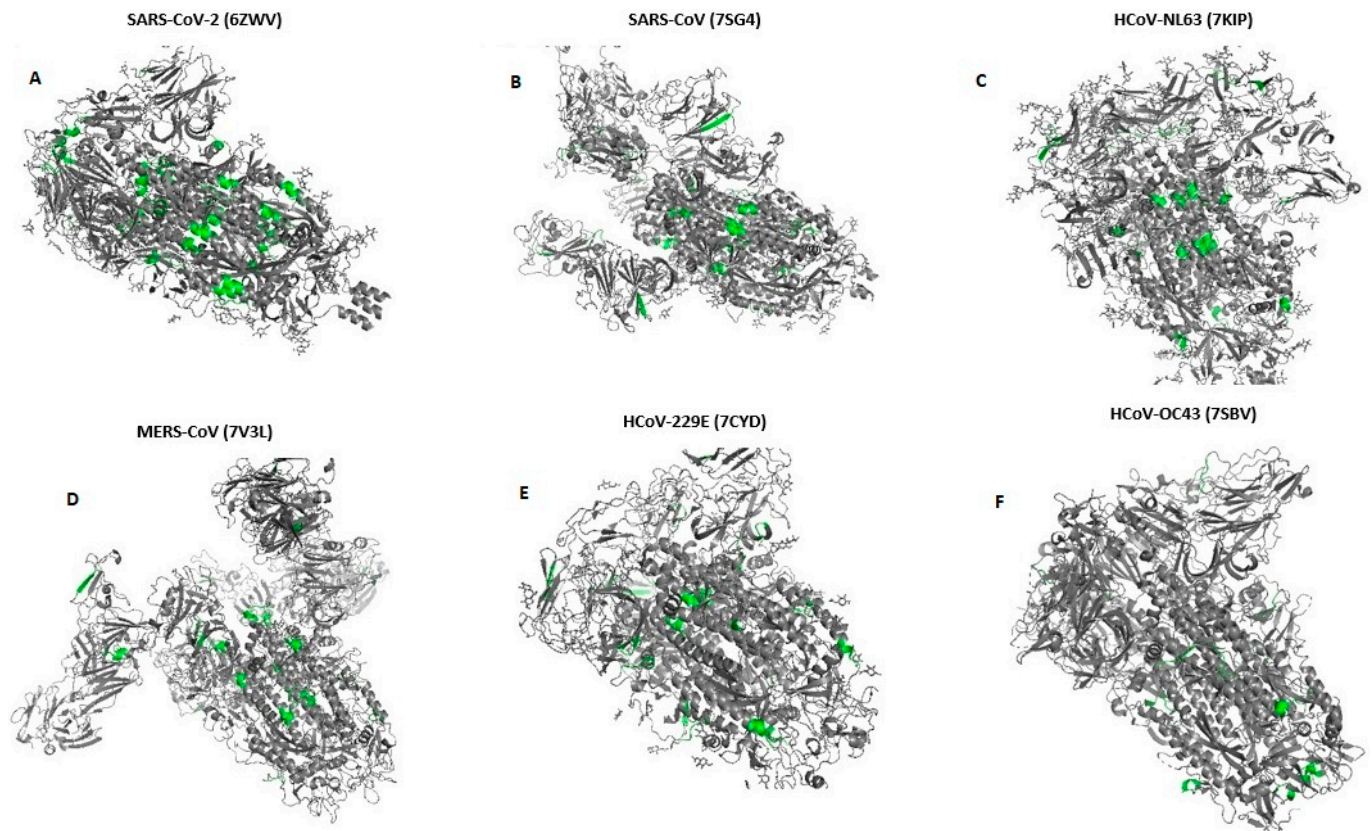 SARS-CoV-2 (6ZWV)
SARS-CoV (7SG4)
HCoV-NL63 (7KIP)
A
B
C
MERS-CoV (7V3L)
HCoV-229E (7CYD)
HCoV-OC43 (7SBV)
D
E
F